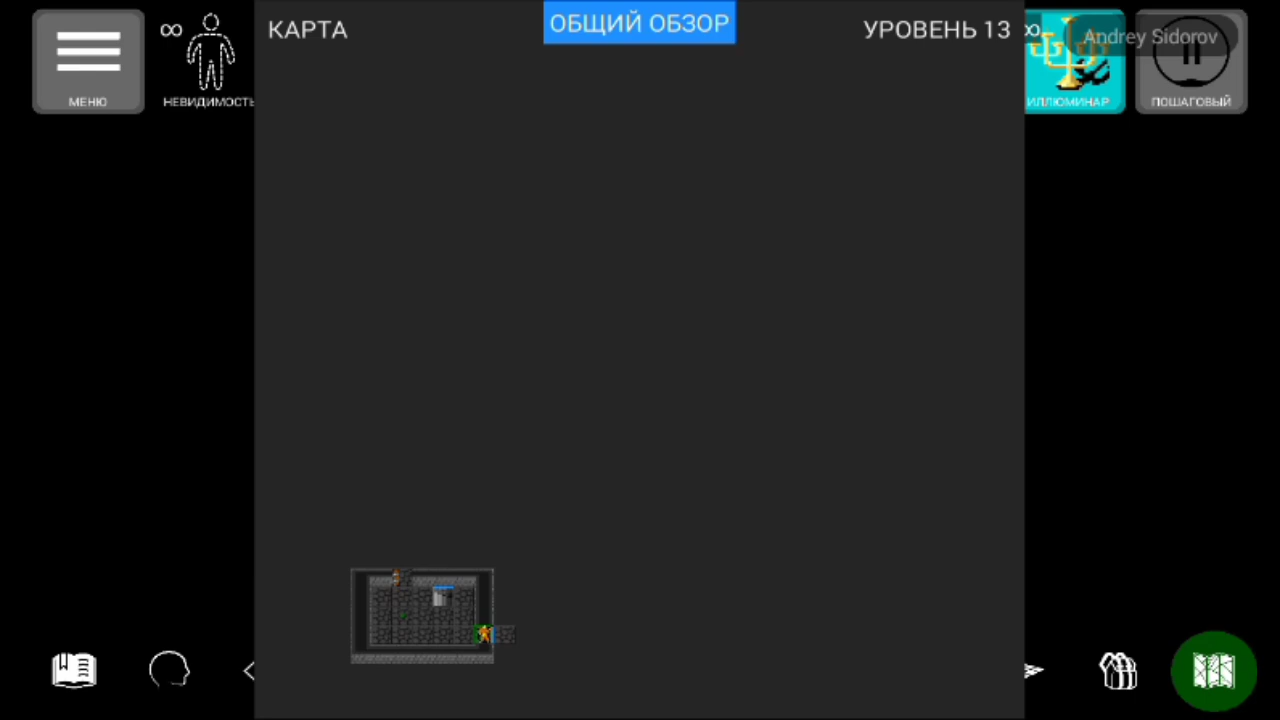 КАРТА
ОБЩИЙ ОБЗОР
УРОВЕНЬ 13
Andrey Sidorov
МЕНЮ
∞
НЕВИДИМОСТЬ
∞
ИЛЛЮМИНАР
ПОШАГОВЫЙ